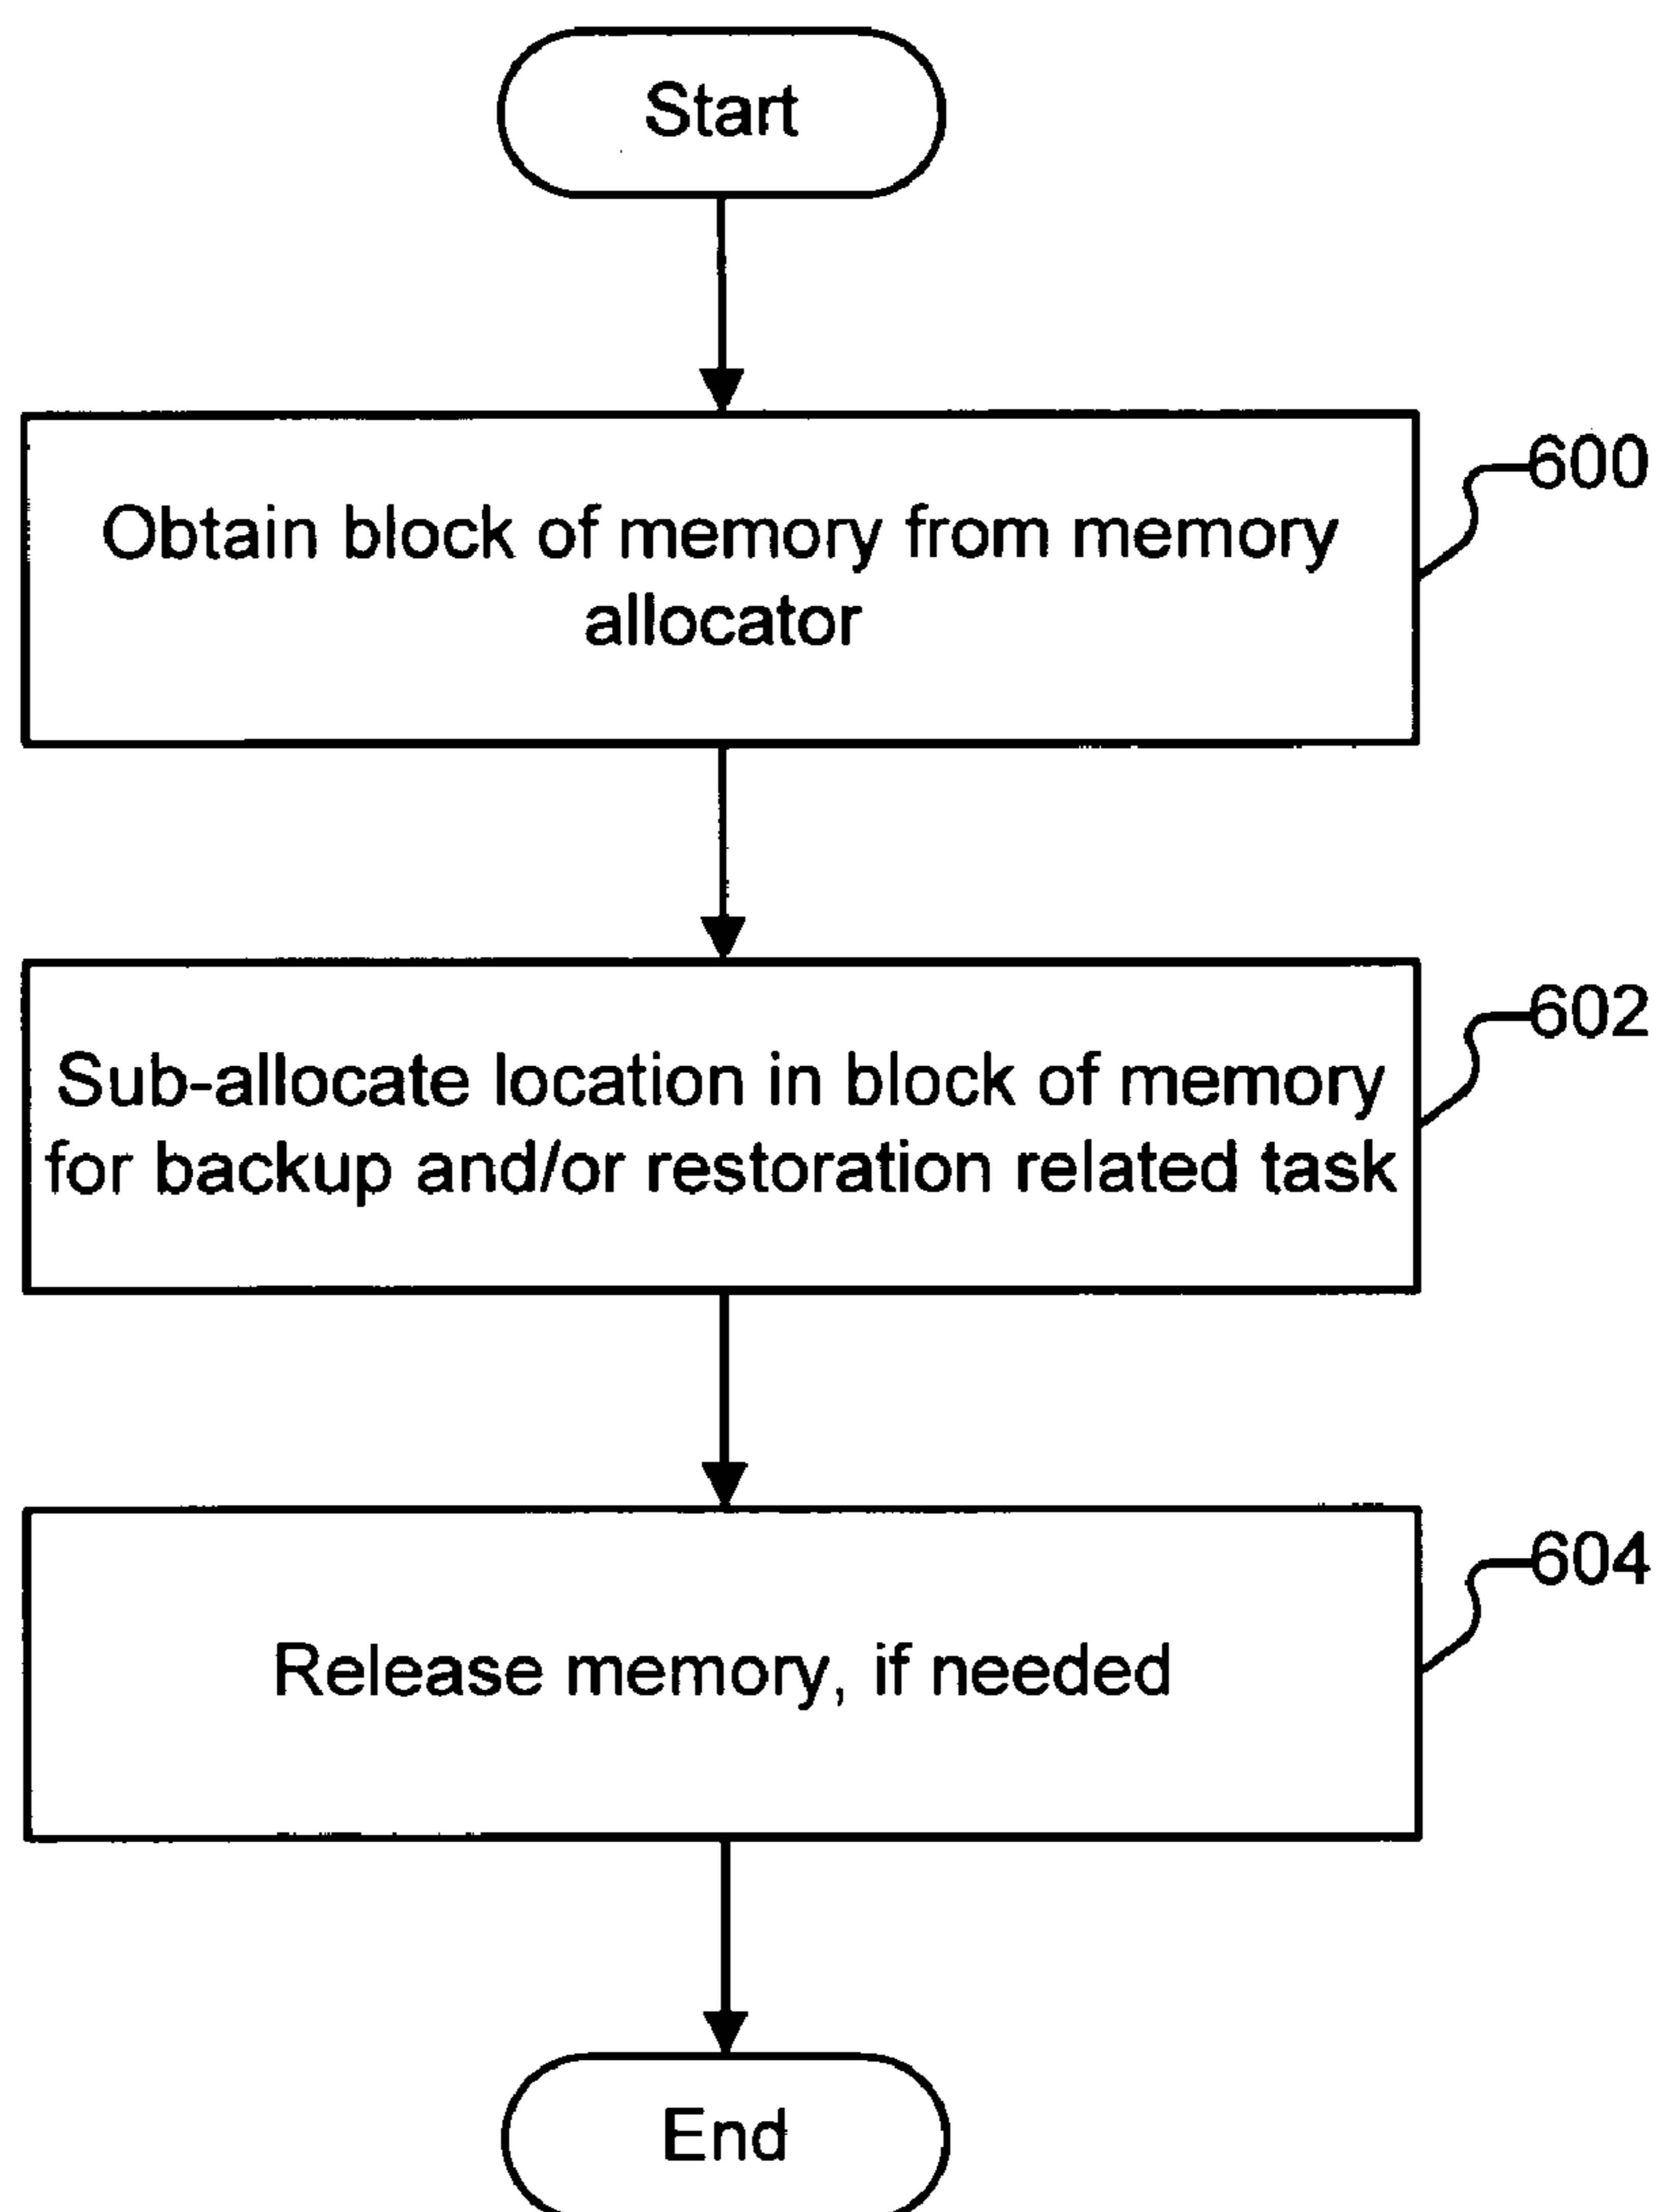 Start
600
Obtain block of memory from memory
allocator
602
Sub-allocate location in block of memory
for backup and/or restoration related task
604
Release memory, if needed
End